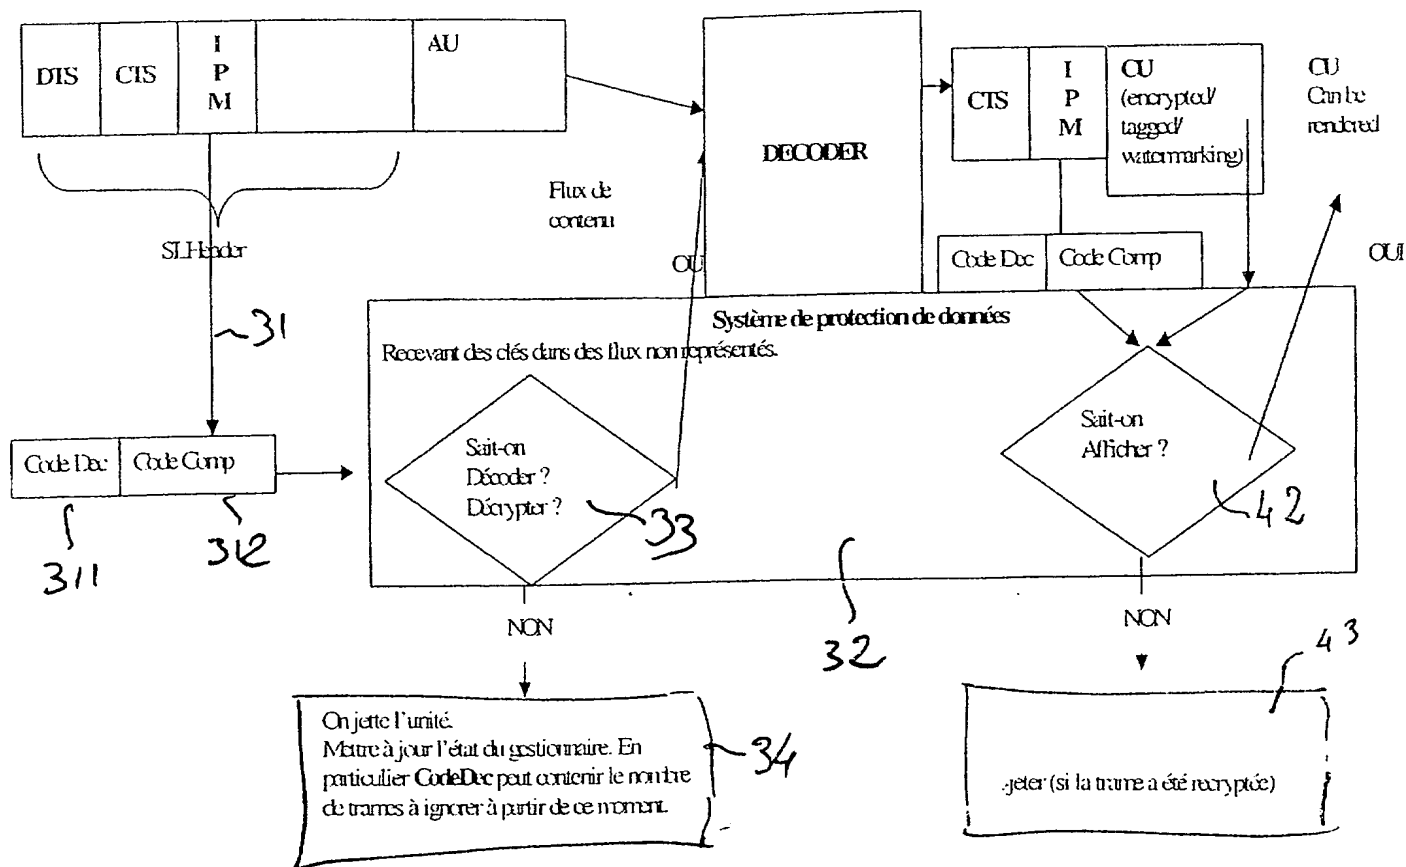 DTS
CTS
I
P
M
AU
SLHeader
Flux de
contenu
DECODER
CTS
I
P
M
CU
(encrypted/
tagged/
watermarking)
CU
Can be
rendered
OUI
OUI
Code Dec
Code Comp
31
Système de protection de données
Recevant des clés dans des flux non représentés.
Code Dec
Code Comp
311
312
Sait-on
Décoder ?
Décrypter ?
33
Sait-on
Afficher ?
42
32
NON
NON
43
On jette l'unité.
Mettre à jour l'état du gestionnaire. En
particulier CodeDec peut contenir le nombre
de trames à ignorer à partir de ce moment.
34
-jeter (si la trame a été recryptée)